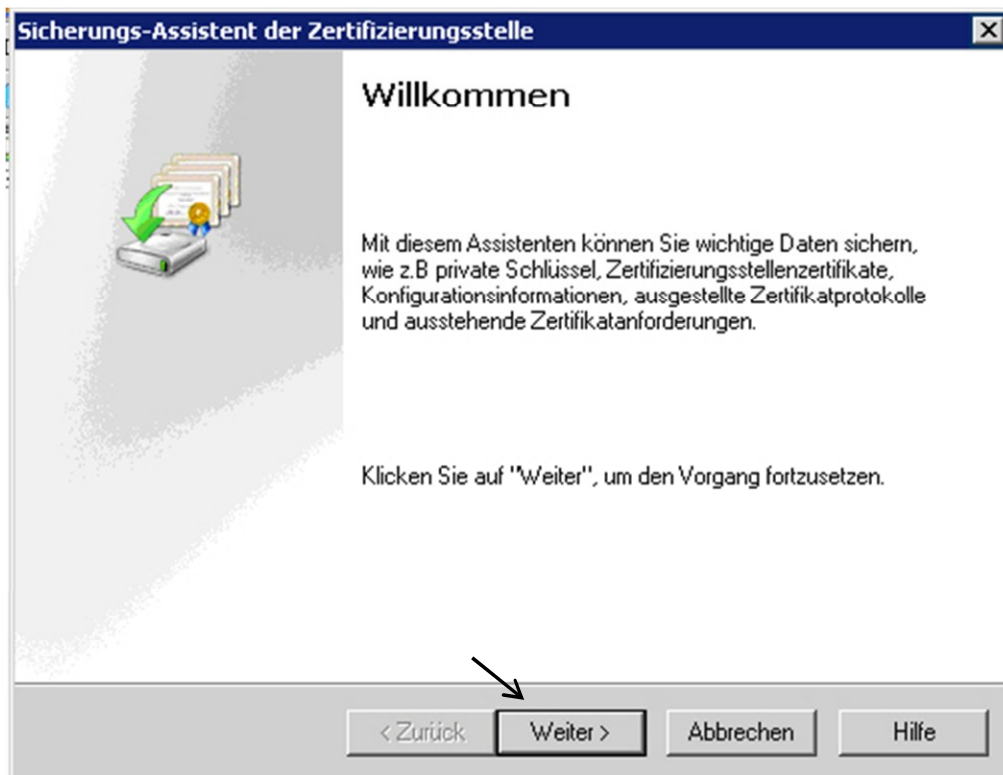 Sicherungs-Assistent der Zertifizierungsstelle
Willkommen
Mit diesem Assistenten können Sie wichtige Daten sichern,
wie z.B private Schlüssel, Zertifizierungsstellenzertifikate,
Konfigurationsinformationen, ausgestellte Zertifikatprotokolle
und ausstehende Zertifikatanforderungen.
Klicken Sie auf "Weiter", um den Vorgang fortzusetzen.
< Zurück Weiter > Abbrechen Hilfe